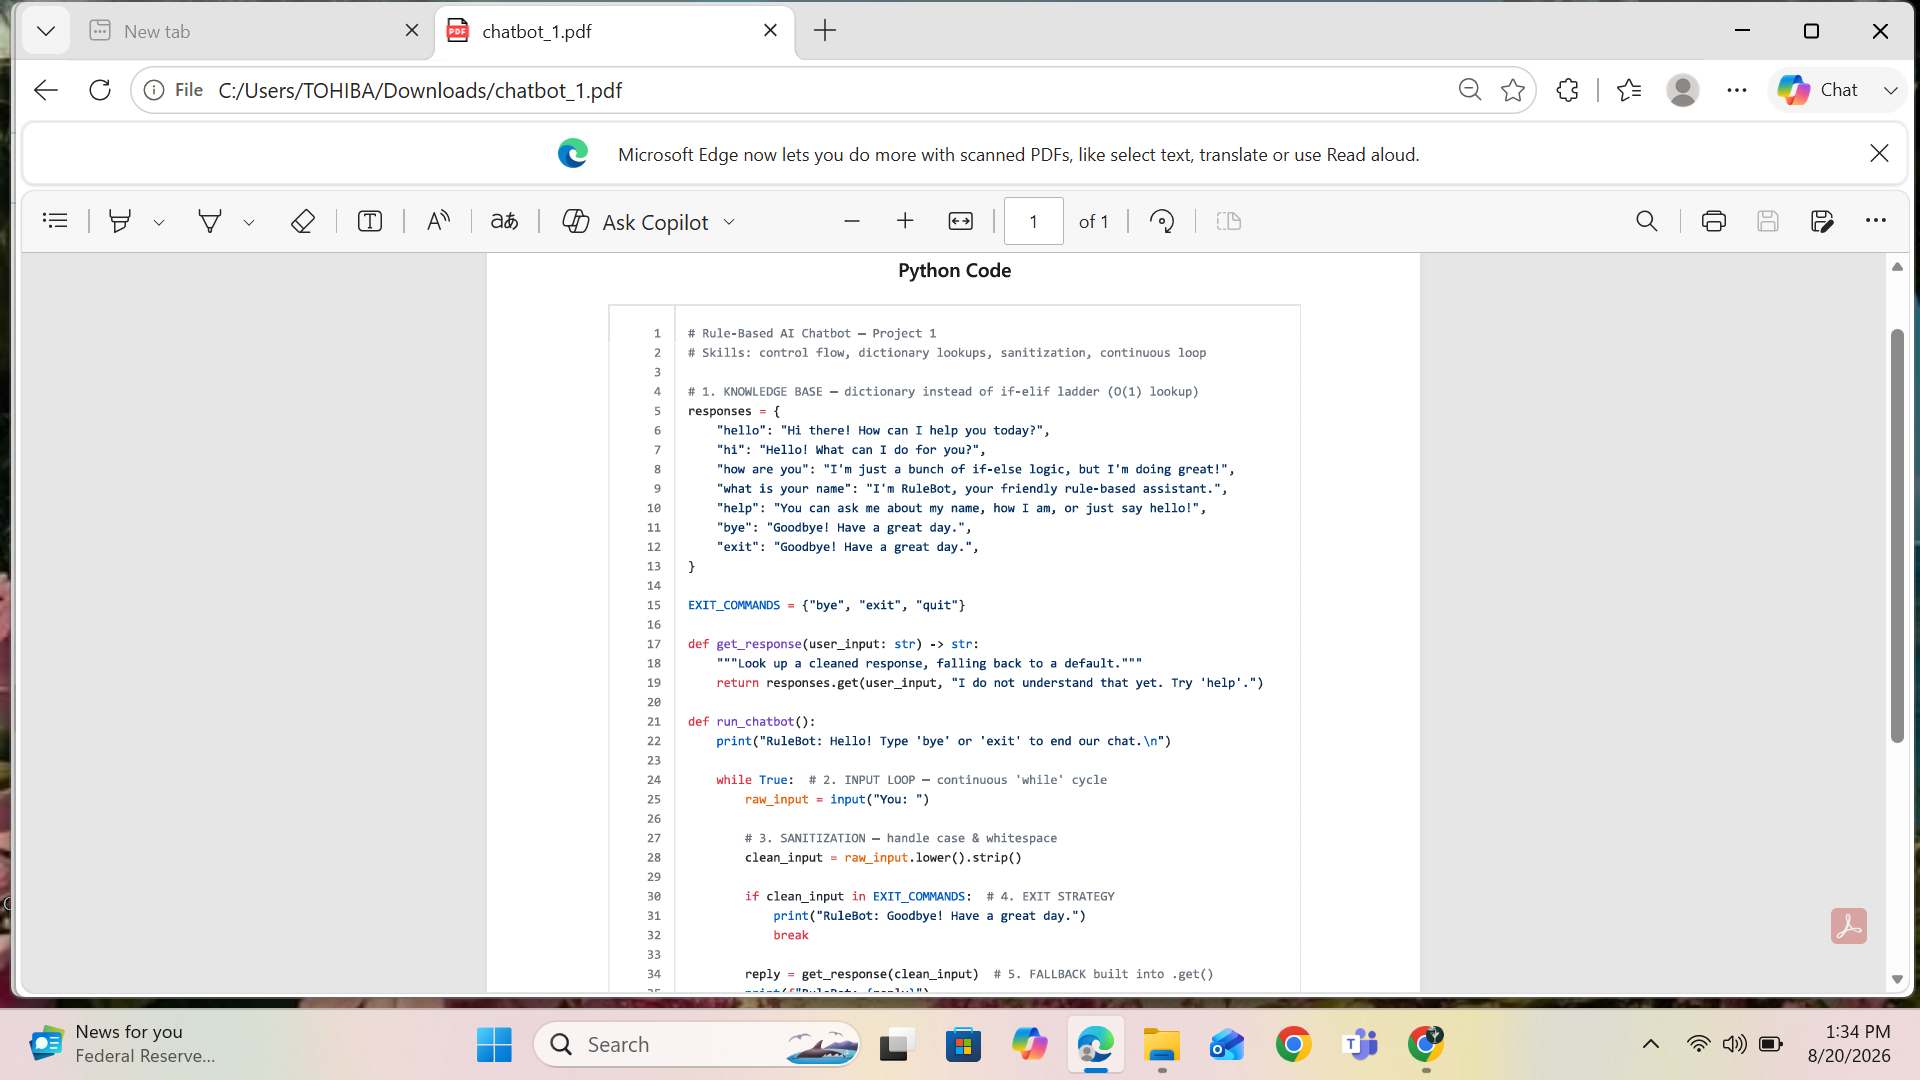 New tab
chatbot_1.pdf
File C:/Users/TOHIBA/Downloads/chatbot_1.pdf
Chat
Microsoft Edge now lets you do more with scanned PDFs, like select text, translate or use Read aloud.
Ask Copilot
1 of 1
Python Code
1 # Rule-Based AI Chatbot — Project 1
2 # Skills: control flow, dictionary lookups, sanitization, continuous loop
3
4 # 1. KNOWLEDGE BASE — dictionary instead of if-elif ladder (O(1) lookup)
5 responses = {
6 "hello": "Hi there! How can I help you today?",
7 "hi": "Hello! What can I do for you?",
8 "how are you": "I'm just a bunch of if-else logic, but I'm doing great!",
9 "what is your name": "I'm RuleBot, your friendly rule-based assistant.",
10 "help": "You can ask me about my name, how I am, or just say hello!",
11 "bye": "Goodbye! Have a great day.",
12 "exit": "Goodbye! Have a great day.",
13 }
14
15 EXIT_COMMANDS = {"bye", "exit", "quit"}
16
17 def get_response(user_input: str) -> str:
18 """Look up a cleaned response, falling back to a default."""
19 return responses.get(user_input, "I do not understand that yet. Try 'help'.")
20
21 def run_chatbot():
22 print("RuleBot: Hello! Type 'bye' or 'exit' to end our chat.\n")
23
24 while True: # 2. INPUT LOOP — continuous 'while' cycle
25 raw_input = input("You: ")
26
27 # 3. SANITIZATION — handle case & whitespace
28 clean_input = raw_input.lower().strip()
29
30 if clean_input in EXIT_COMMANDS: # 4. EXIT STRATEGY
31 print("RuleBot: Goodbye! Have a great day.")
32 break
33
34 reply = get_response(clean_input) # 5. FALLBACK built into .get()
35 print(f"RuleBot: {reply}")
News for you
Federal Reserve...
Search
1:34 PM
8/20/2026